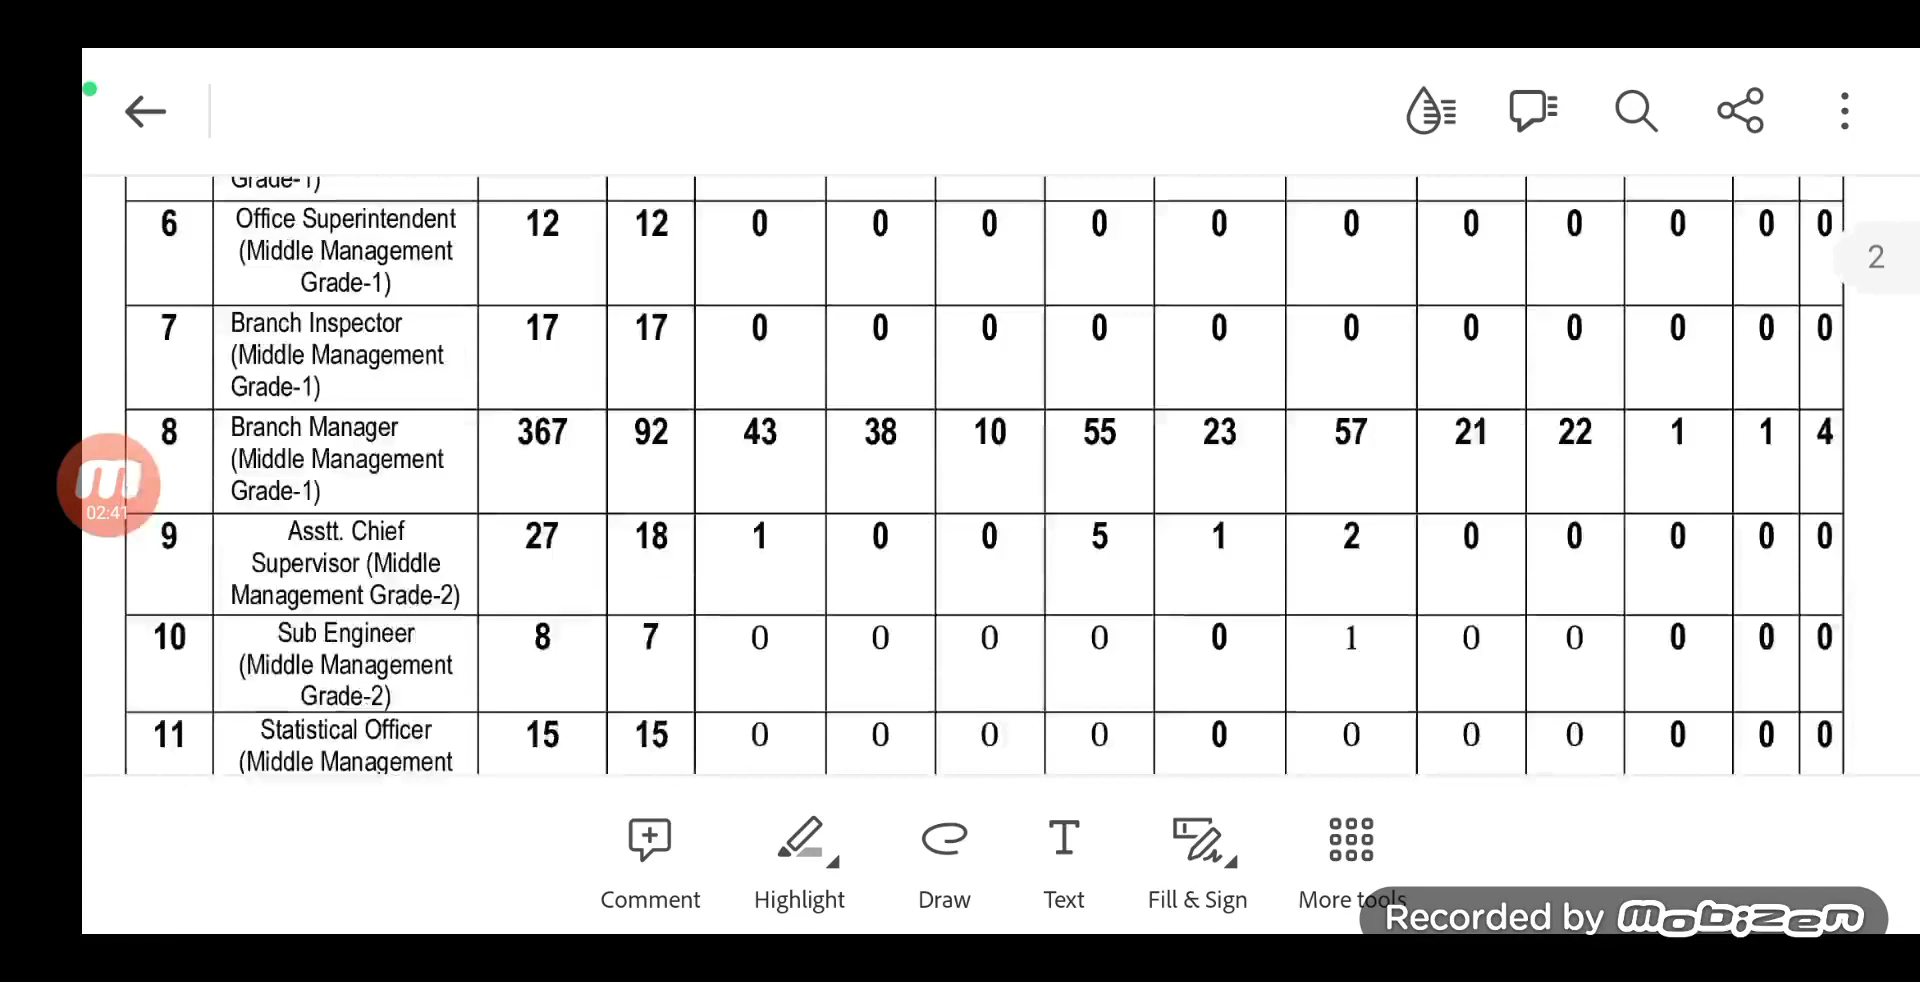 Grade-1)
6 Office Superintendent 12 12 0 0 0 0 0 0 0 0 0 0 0
(Middle Management
Grade-1)
2
7 Branch Inspector 17 17 0 0 0 0 0 0 0 0 0 0 0
(Middle Management
Grade-1)
8 Branch Manager 367 92 43 38 10 55 23 57 21 22 1 1 4
(Middle Management
Grade-1)
m
02:41
9 Asstt. Chief 27 18 1 0 0 5 1 2 0 0 0 0 0
Supervisor (Middle
Management Grade-2)
10 Sub Engineer 8 7 0 0 0 0 0 1 0 0 0 0 0
(Middle Management
Grade-2)
11 Statistical Officer 15 15 0 0 0 0 0 0 0 0 0 0 0
(Middle Management
Comment Highlight Draw Text Fill & Sign More tools
Recorded by mobizen